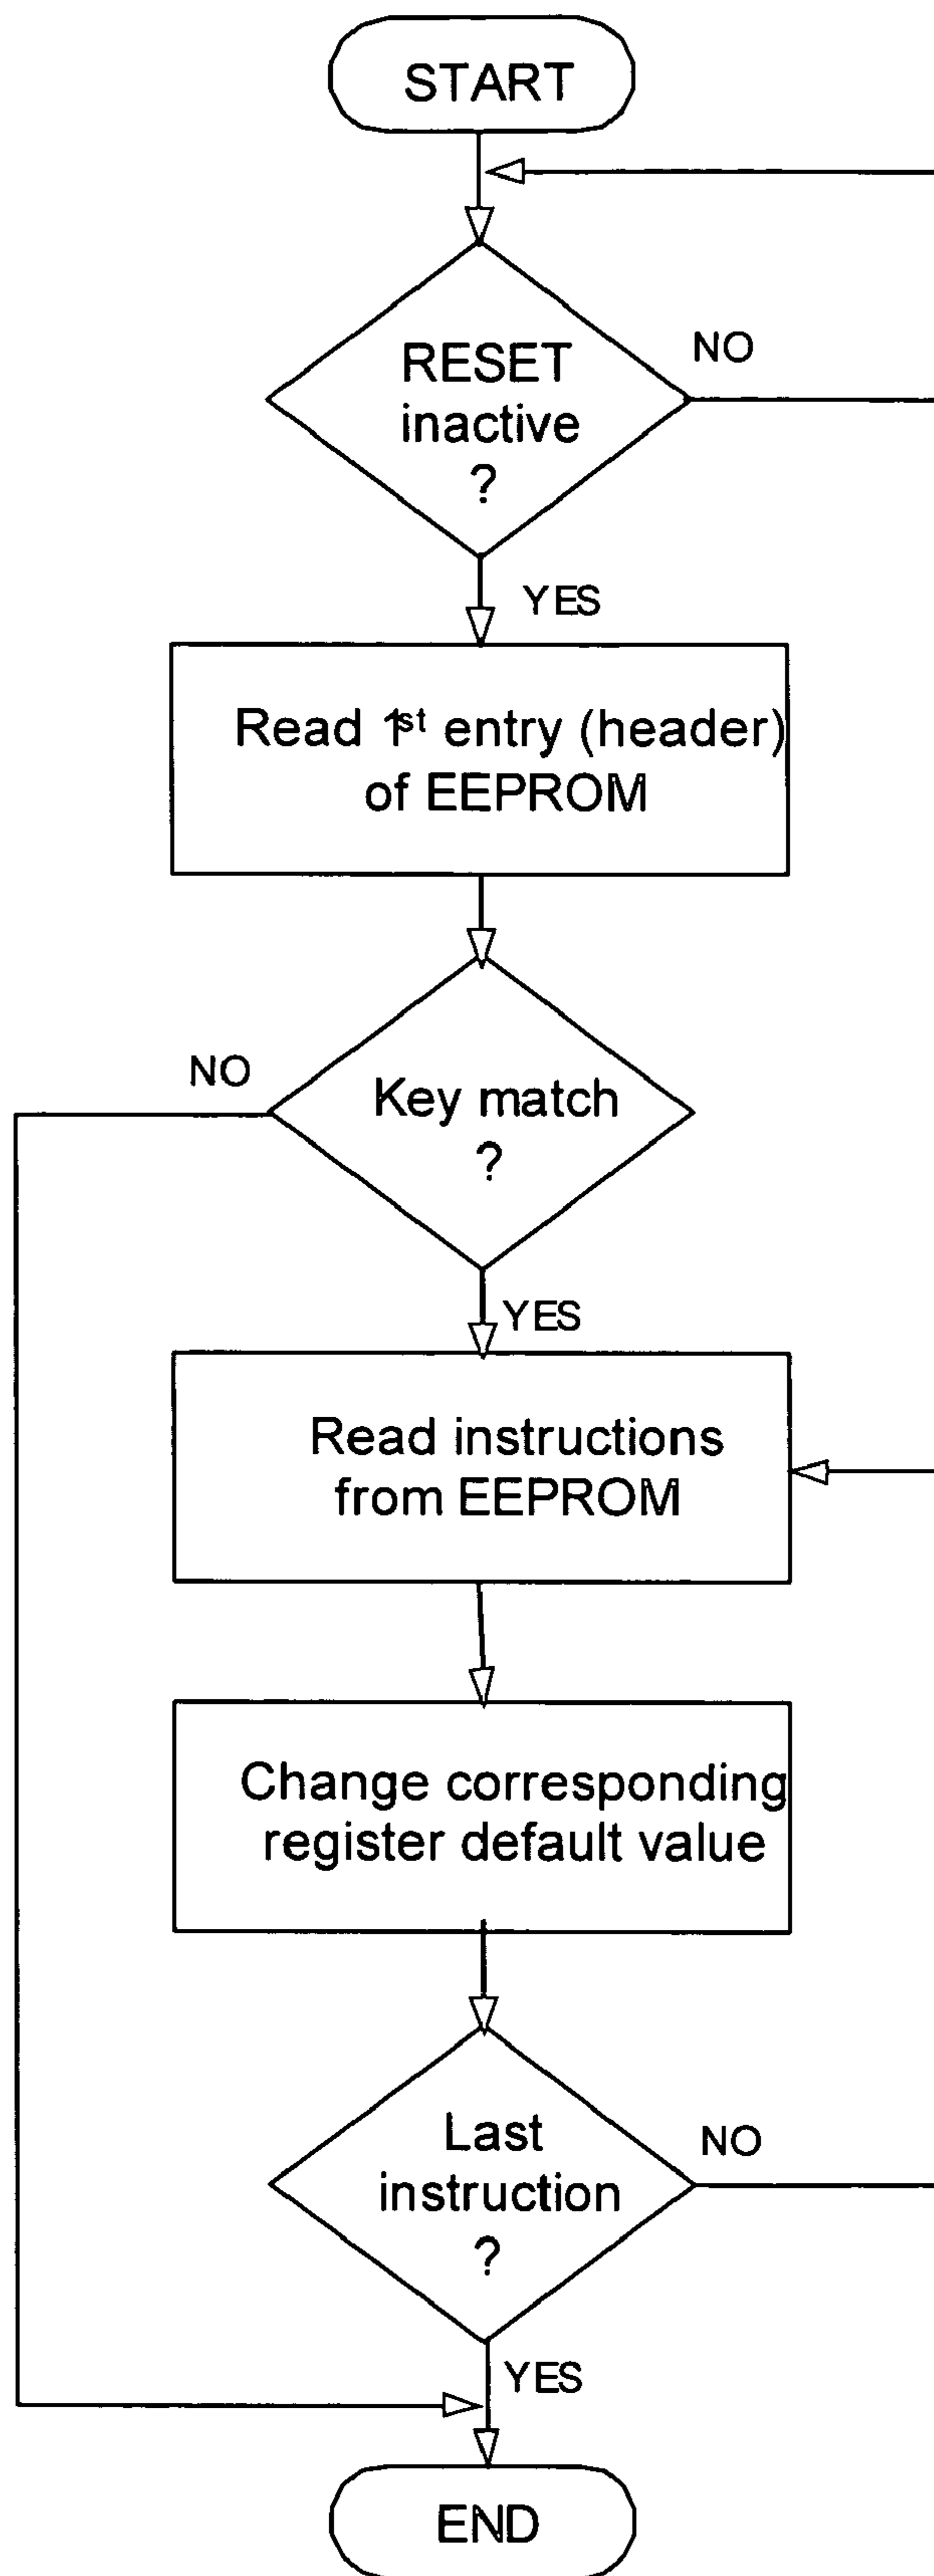 START
RESET
inactive
?
NO
YES
Read 1st entry (header)
of EEPROM
NO
Key match
?
YES
Read instructions
from EEPROM
Change corresponding
register default value
Last
instruction
?
NO
YES
END